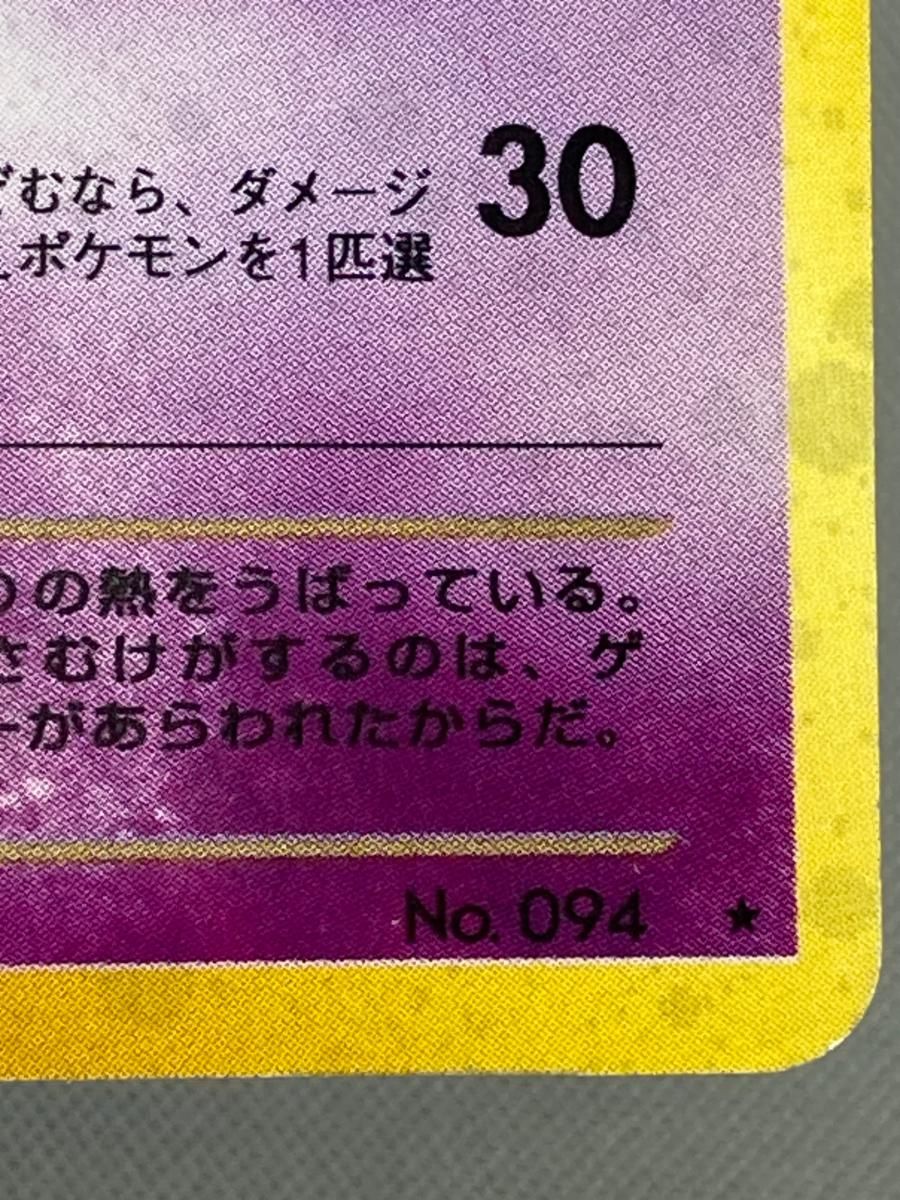 むなら、ダメージ
30
ポケモンを1匹選
の熱をうばっている。
さむけがするのは、ゲ
ーがあらわれたからだ。
No. 094 ★